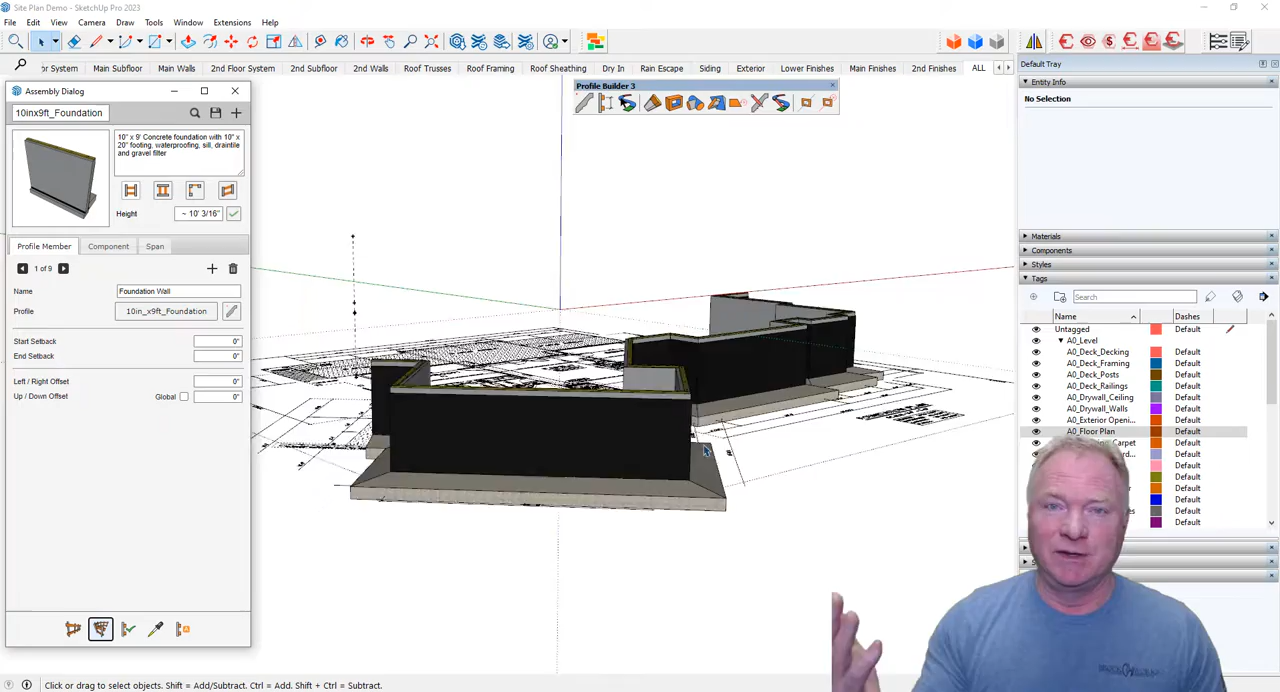 Site Plan Demo - SketchUp Pro 2023
File Edit View Camera Draw Tools Window Extensions Help
or System Main Subfloor Main Walls 2nd Floor System 2nd Subfloor 2nd Walls Roof Trusses Roof Framing Roof Sheathing Dry In Rain Escape Siding Exterior Lower Finishes Main Finishes 2nd Finishes ALL
Assembly Dialog
10inx9ft_Foundation
10" x 9' Concrete foundation with 10" x
20" footing, waterproofing, sill, draintile
and gravel filter
Height ~ 10' 3/16"
Profile Member Component Span
1 of 9
Name Foundation Wall
Profile 10in_x9ft_Foundation
Start Setback 0"
End Setback 0"
Left / Right Offset 0"
Up / Down Offset Global 0"
Profile Builder 3
Default Tray
Entity Info
No Selection
Materials
Components
Styles
Tags
Search
Name Dashes
Untagged Default
A0_Level
A0_Deck_Decking Default
A0_Deck_Framing Default
A0_Deck_Posts Default
A0_Deck_Railings Default
A0_Drywall_Ceiling Default
A0_Drywall_Walls Default
A0_Exterior Openi... Default
A0_Floor Plan Default
Carpet Default
Default
Default
Default
Default
Default
Default
Default
Click or drag to select objects. Shift = Add/Subtract. Ctrl = Add. Shift + Ctrl = Subtract.